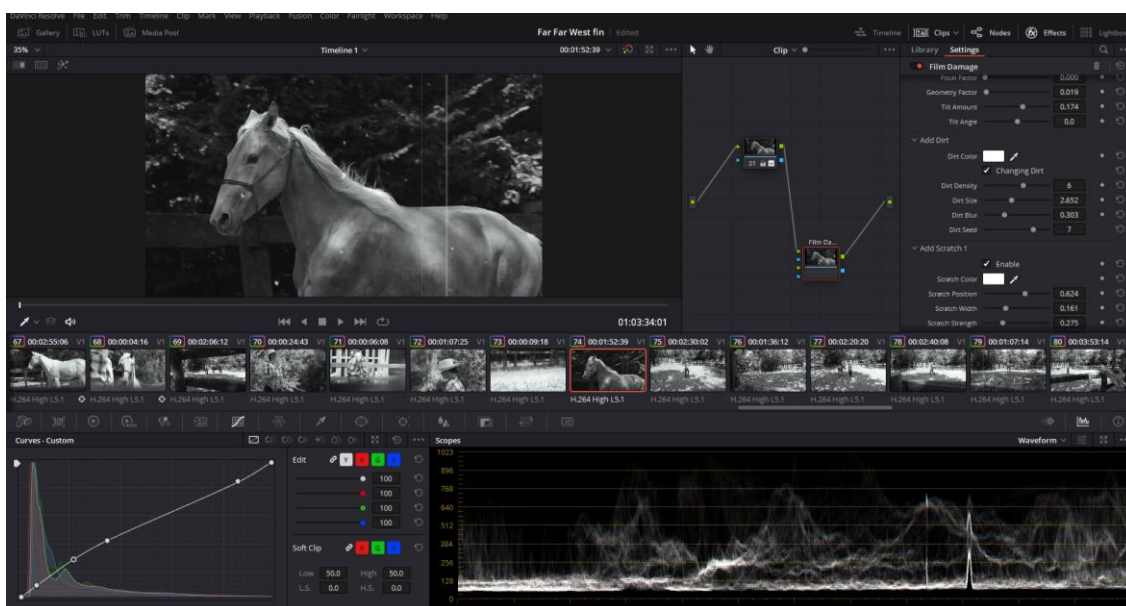 DaVinci Resolve File Edit Trim Timeline Clip Mark View Playback Fusion Color Fairlight Workspace Help
Gallery LUTs Media Pool Far Far West fin Edited Timeline Clips Nodes Effects Lightbox
35% Timeline 1 00:01:52:39 Clip Library Settings
Film Damage
Focal Factor 0.000
Geometry Factor 0.019
Tilt Amount 0.174
Tilt Angle 0.0
Add Dirt
Dirt Color
Changing Dirt
Dirt Density 6
Dirt Size 2.652
Dirt Blur 0.303
Dirt Seed 7
Add Scratch 1
Enable
Scratch Color
Scratch Position 0.624
Scratch Width 0.161
Scratch Strength 0.275
Film Da...
01:03:34:01
67 00:02:55:06 V1 68 00:00:04:16 V1 69 00:02:06:12 V1 70 00:00:24:43 V1 71 00:00:06:08 V1 72 00:01:07:25 V1 73 00:00:09:18 V1 74 00:01:52:39 V1 75 00:02:30:02 V1 76 00:01:36:12 V1 77 00:02:20:20 V1 78 00:02:40:08 V1 79 00:01:07:14 V1 80 00:03:53:14 V1
H.264 High L5.1 H.264 High L5.1 H.264 High L5.1 H.264 High L5.1 H.264 High L5.1 H.264 High L5.1 H.264 High L5.1 H.264 High L5.1 H.264 High L5.1 H.264 High L5.1 H.264 High L5.1 H.264 High L5.1 H.264 High L5.1 H.264 High L5.1
Curves - Custom
Edit Y R G B
100
100
100
100
Soft Clip R G B
Low 50.0 High 50.0
L.S. 0.0 H.S. 0.0
Scopes Waveform
1023
896
768
640
512
384
256
128
0